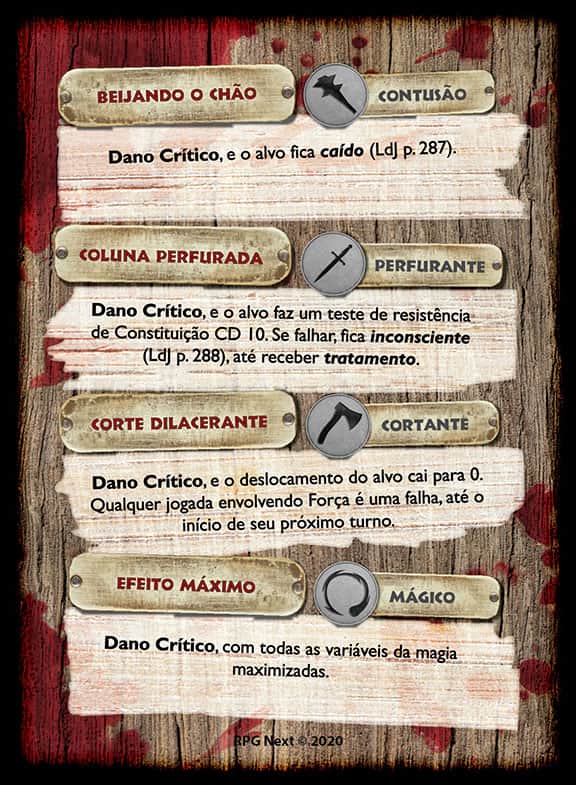 BEIJANDO O CHÃO
CONTUSÃO
Dano Crítico, e o alvo fica caído (LdJ p. 287).
COLUNA PERFURADA
PERFURANTE
Dano Crítico, e o alvo faz um teste de resistência
de Constituição CD 10. Se falhar, fica inconsciente
(LdJ p. 288), até receber tratamento.
CORTE DILACERANTE
CORTANTE
Dano Crítico, e o deslocamento do alvo cai para 0.
Qualquer jogada envolvendo Força é uma falha, até o
início de seu próximo turno.
EFEITO MÁXIMO
MÁGICO
Dano Crítico, com todas as variáveis da magia
maximizadas.
RPG Next ©.2020